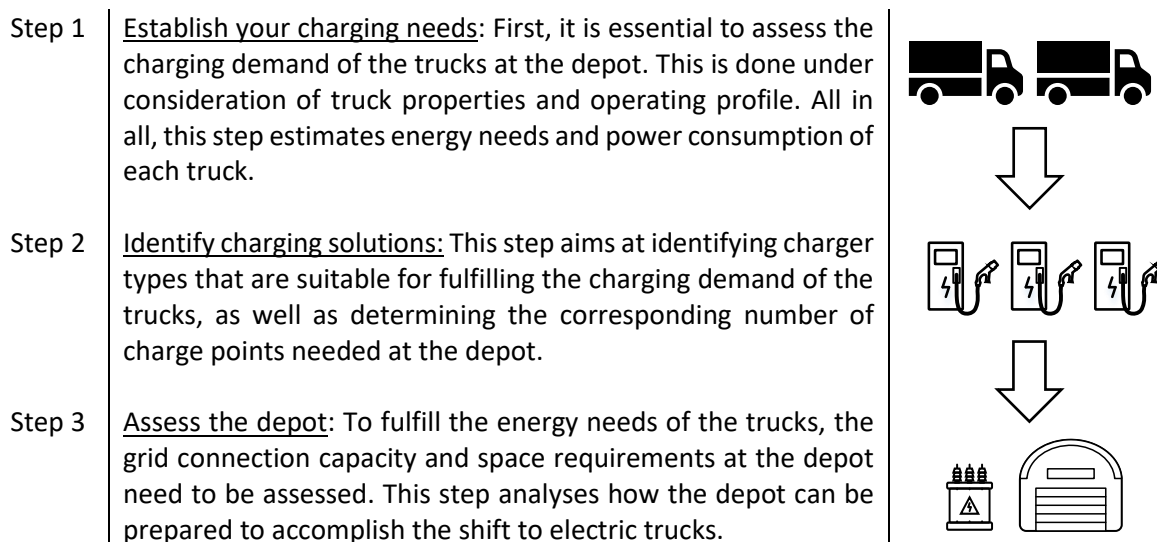 Step 1 Establish your charging needs: First, it is essential to assess the
charging demand of the trucks at the depot. This is done under
consideration of truck properties and operating profile. All in
all, this step estimates energy needs and power consumption of
each truck.
Step 2 Identify charging solutions: This step aims at identifying charger
types that are suitable for fulfilling the charging demand of the
trucks, as well as determining the corresponding number of
charge points needed at the depot.
Step 3 Assess the depot: To fulfill the energy needs of the trucks, the
grid connection capacity and space requirements at the depot
need to be assessed. This step analyses how the depot can be
prepared to accomplish the shift to electric trucks.